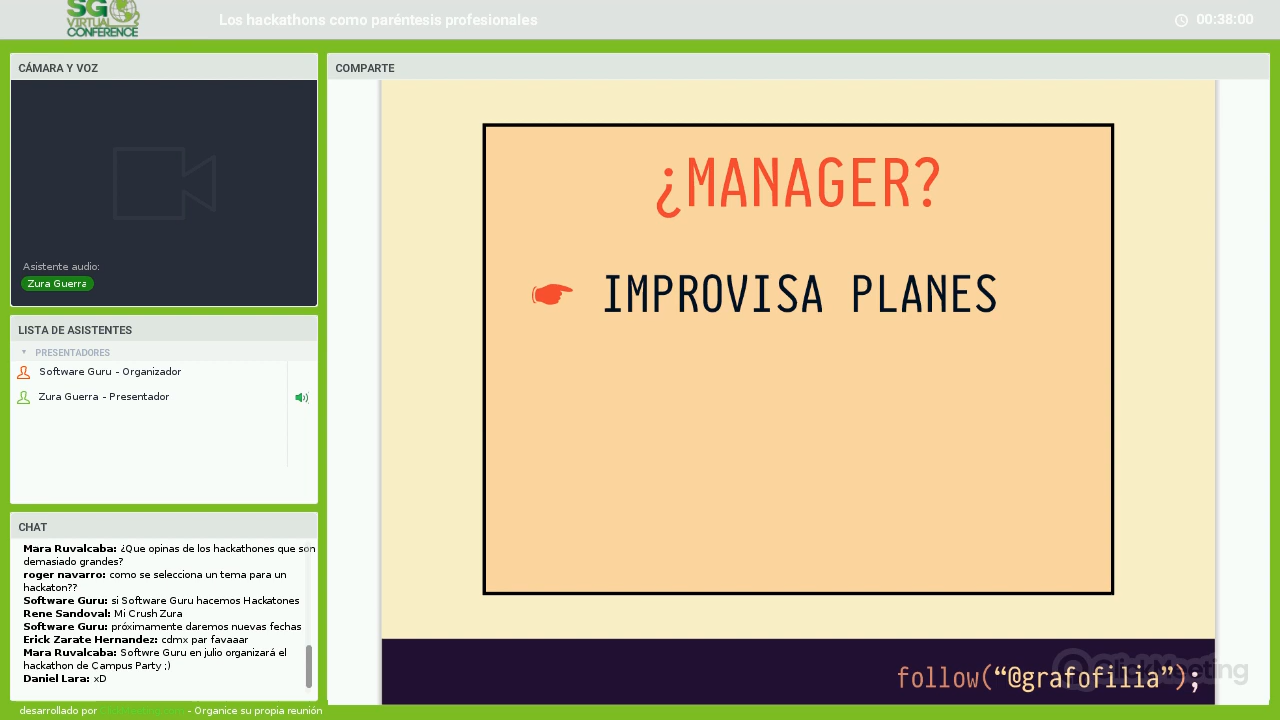 SG
VIRTUAL
CONFERENCE
Los hackathons como paréntesis profesionales
00:38:00
CÁMARA Y VOZ
Asistente audio:
Zura Guerra
LISTA DE ASISTENTES
PRESENTADORES
Software Guru - Organizador
Zura Guerra - Presentador
CHAT
Mara Ruvalcaba: ¿Que opinas de los hackathones que son
demasiado grandes?
roger navarro: como se selecciona un tema para un
hackaton??
Software Guru: si Software Guru hacemos Hackatones
Rene Sandoval: Mi Crush Zura
Software Guru: próximamente daremos nuevas fechas
Erick Zarate Hernandez: cdmx par favaaar
Mara Ruvalcaba: Softwre Guru en julio organizará el
hackathon de Campus Party ;)
Daniel Lara: xD
desarrollado por - Organice su propia reunión
COMPARTE
¿MANAGER?
IMPROVISA PLANES
follow("@grafofilia");
ClickMeeting